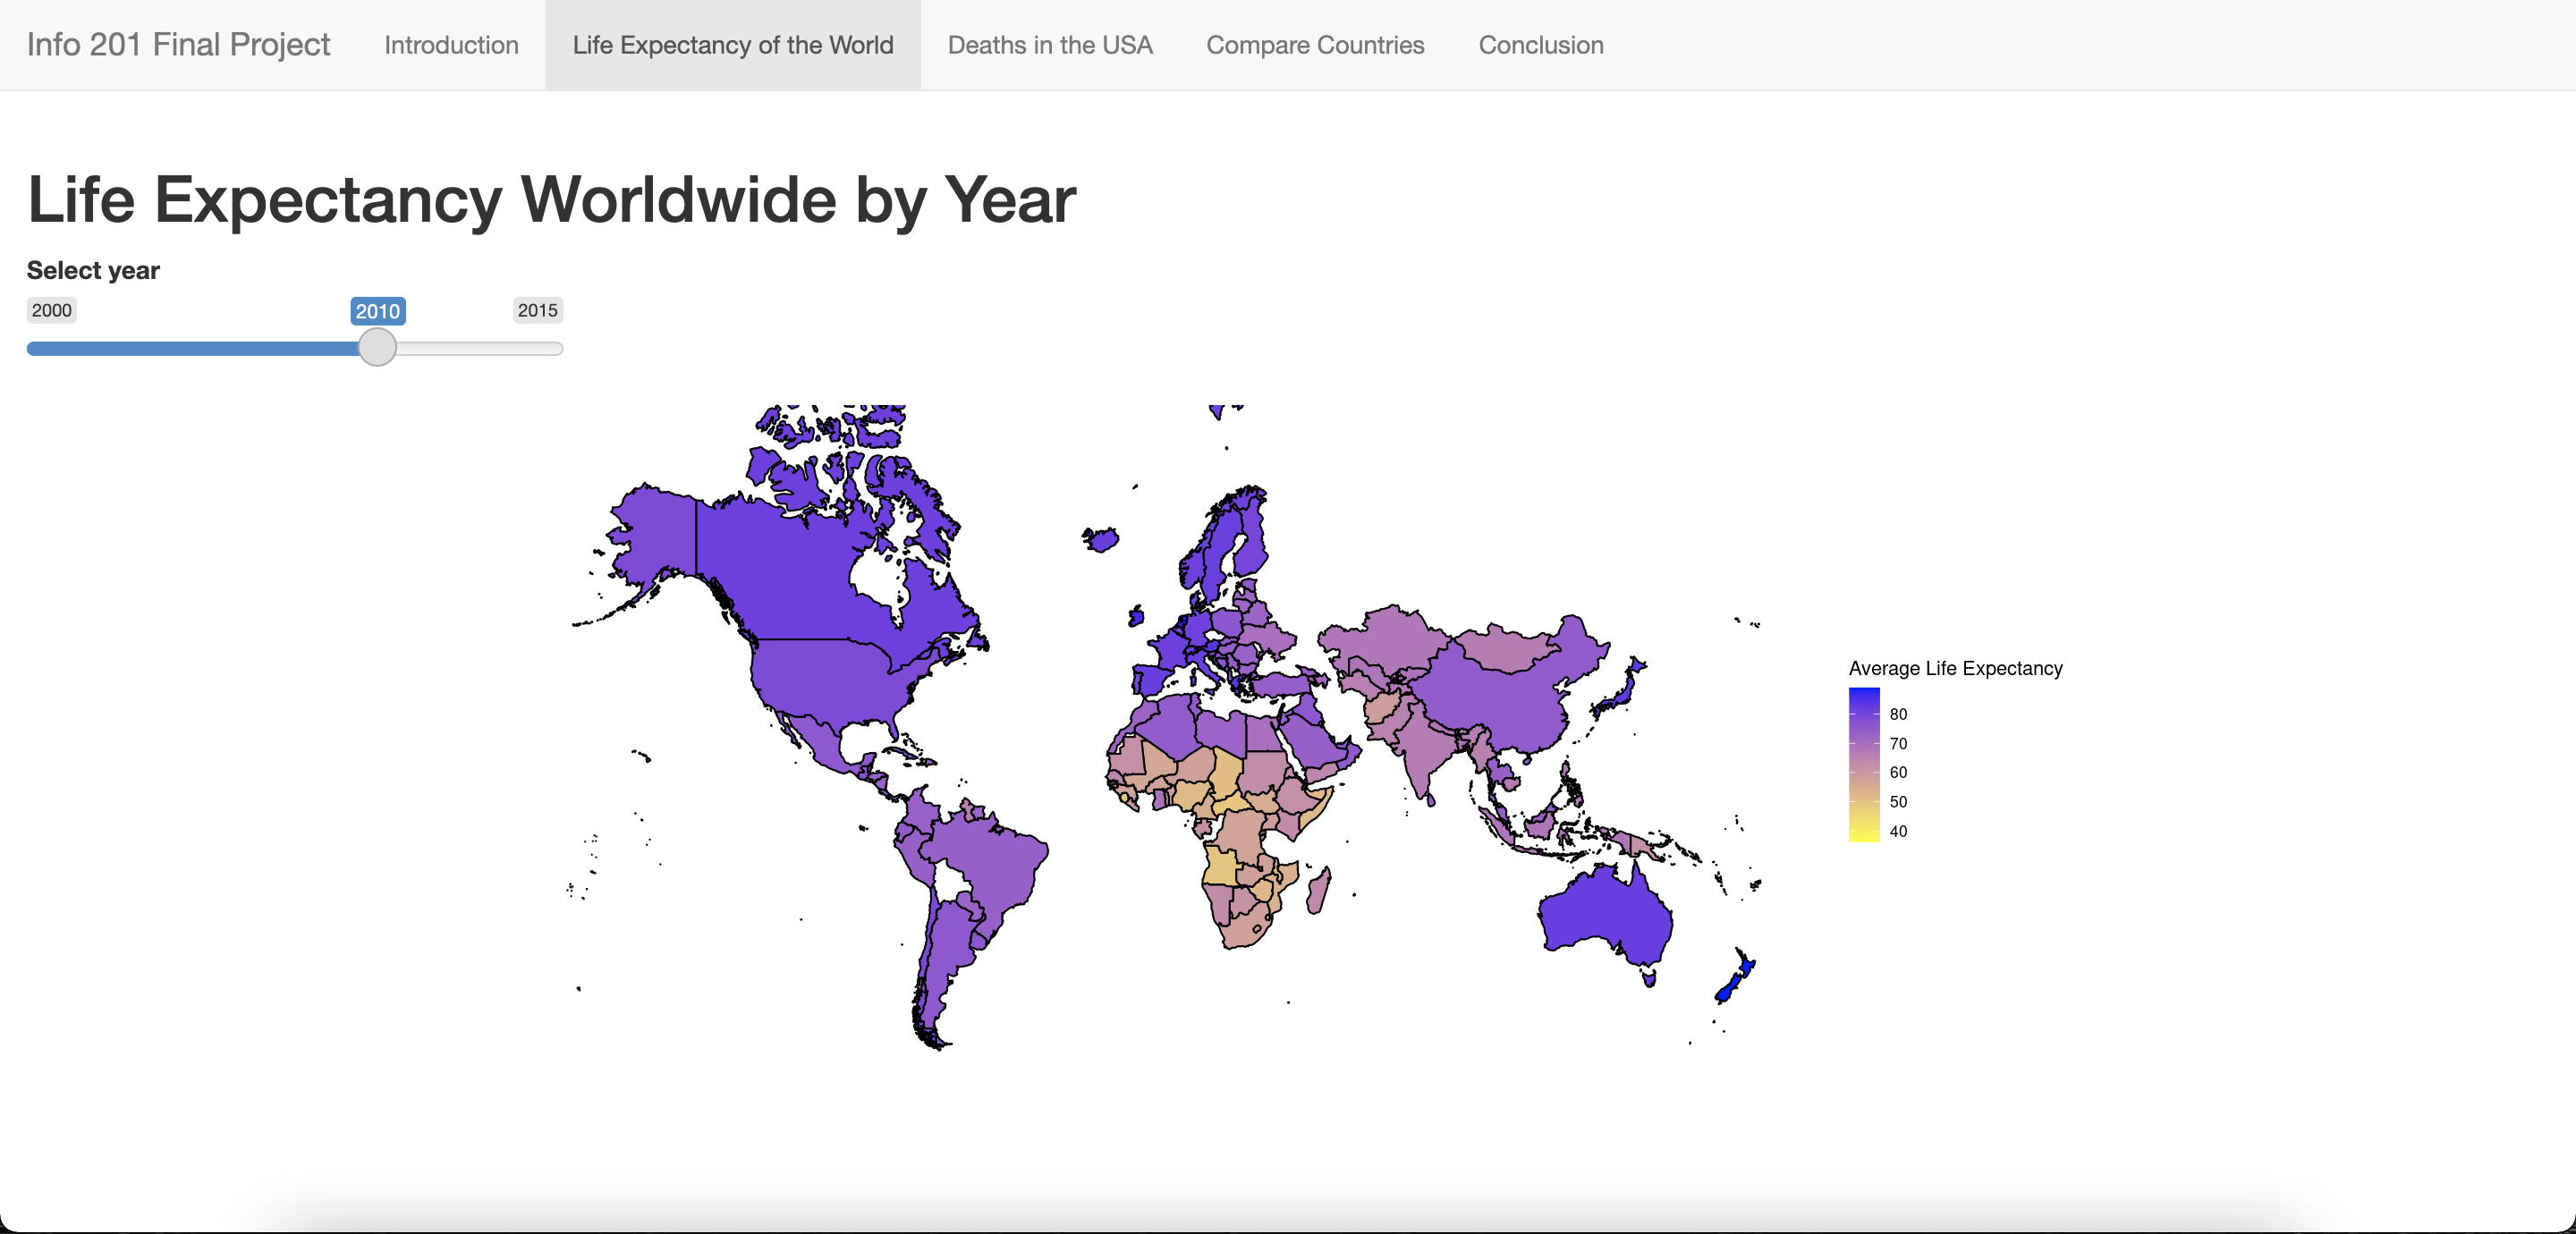 Info 201 Final Project Introduction Life Expectancy of the World Deaths in the USA Compare Countries Conclusion
Life Expectancy Worldwide by Year
Select year
2000 2010 2015
Average Life Expectancy
80
70
60
50
40